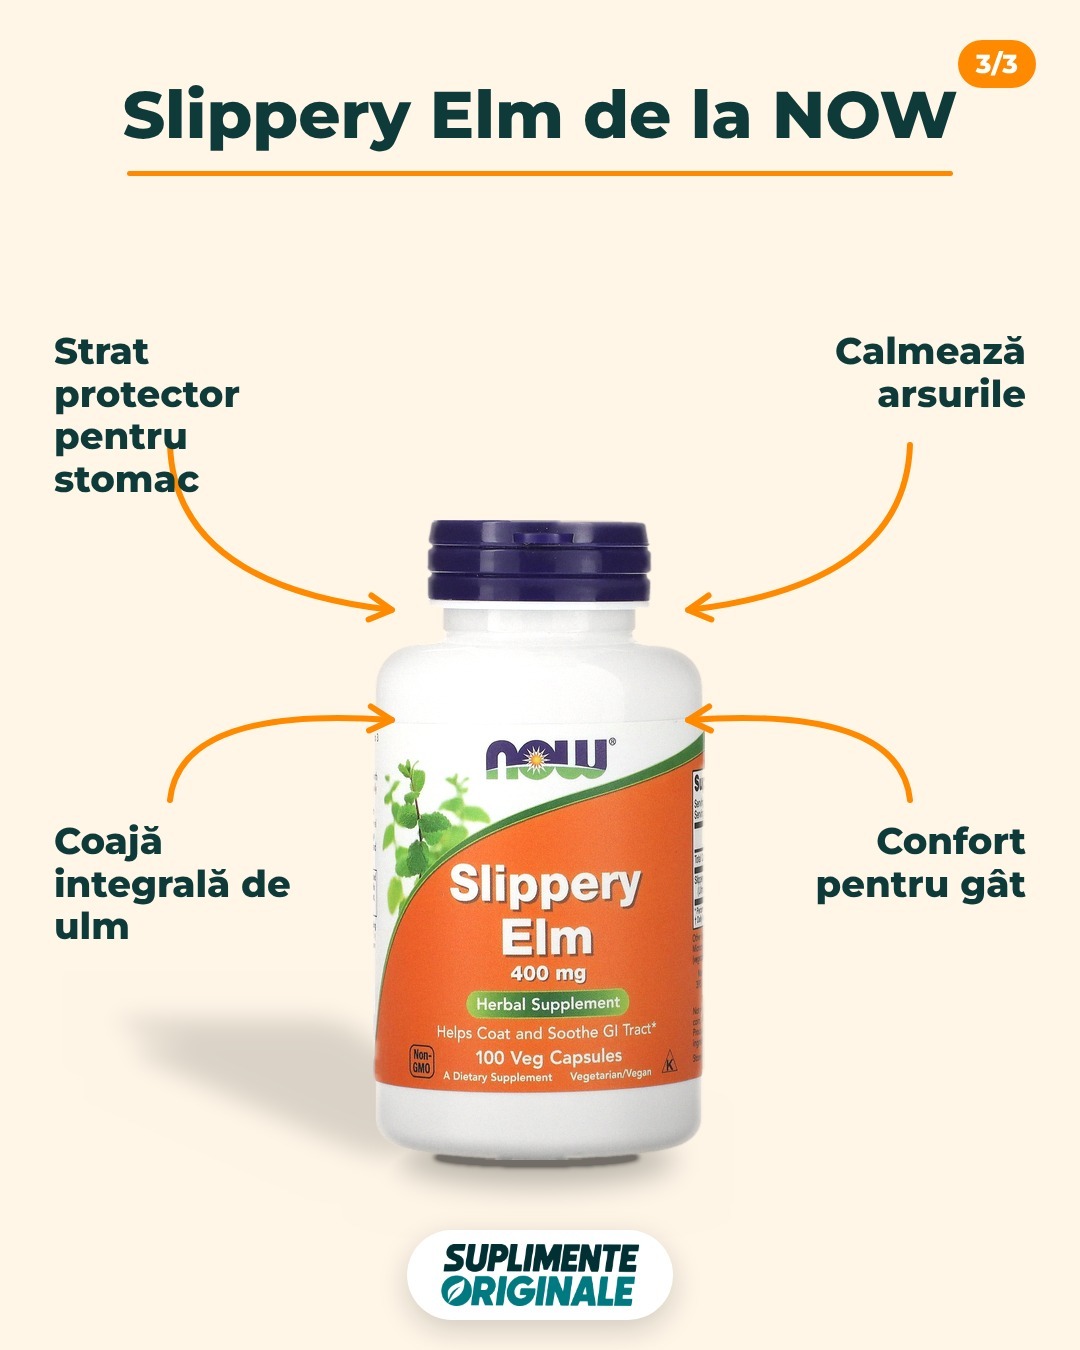 3/3
Slippery Elm de la NOW
Strat
protector
pentru
stomac
Calmează
arsurile
Coajă
integrală de
ulm
Confort
pentru gât
now®
Slippery
Elm
400 mg
Herbal Supplement
Helps Coat and Soothe GI Tract*
100 Veg Capsules
Non-
GMO
A Dietary Supplement Vegetarian/Vegan
K
SUPLIMENTE
ORIGINALE